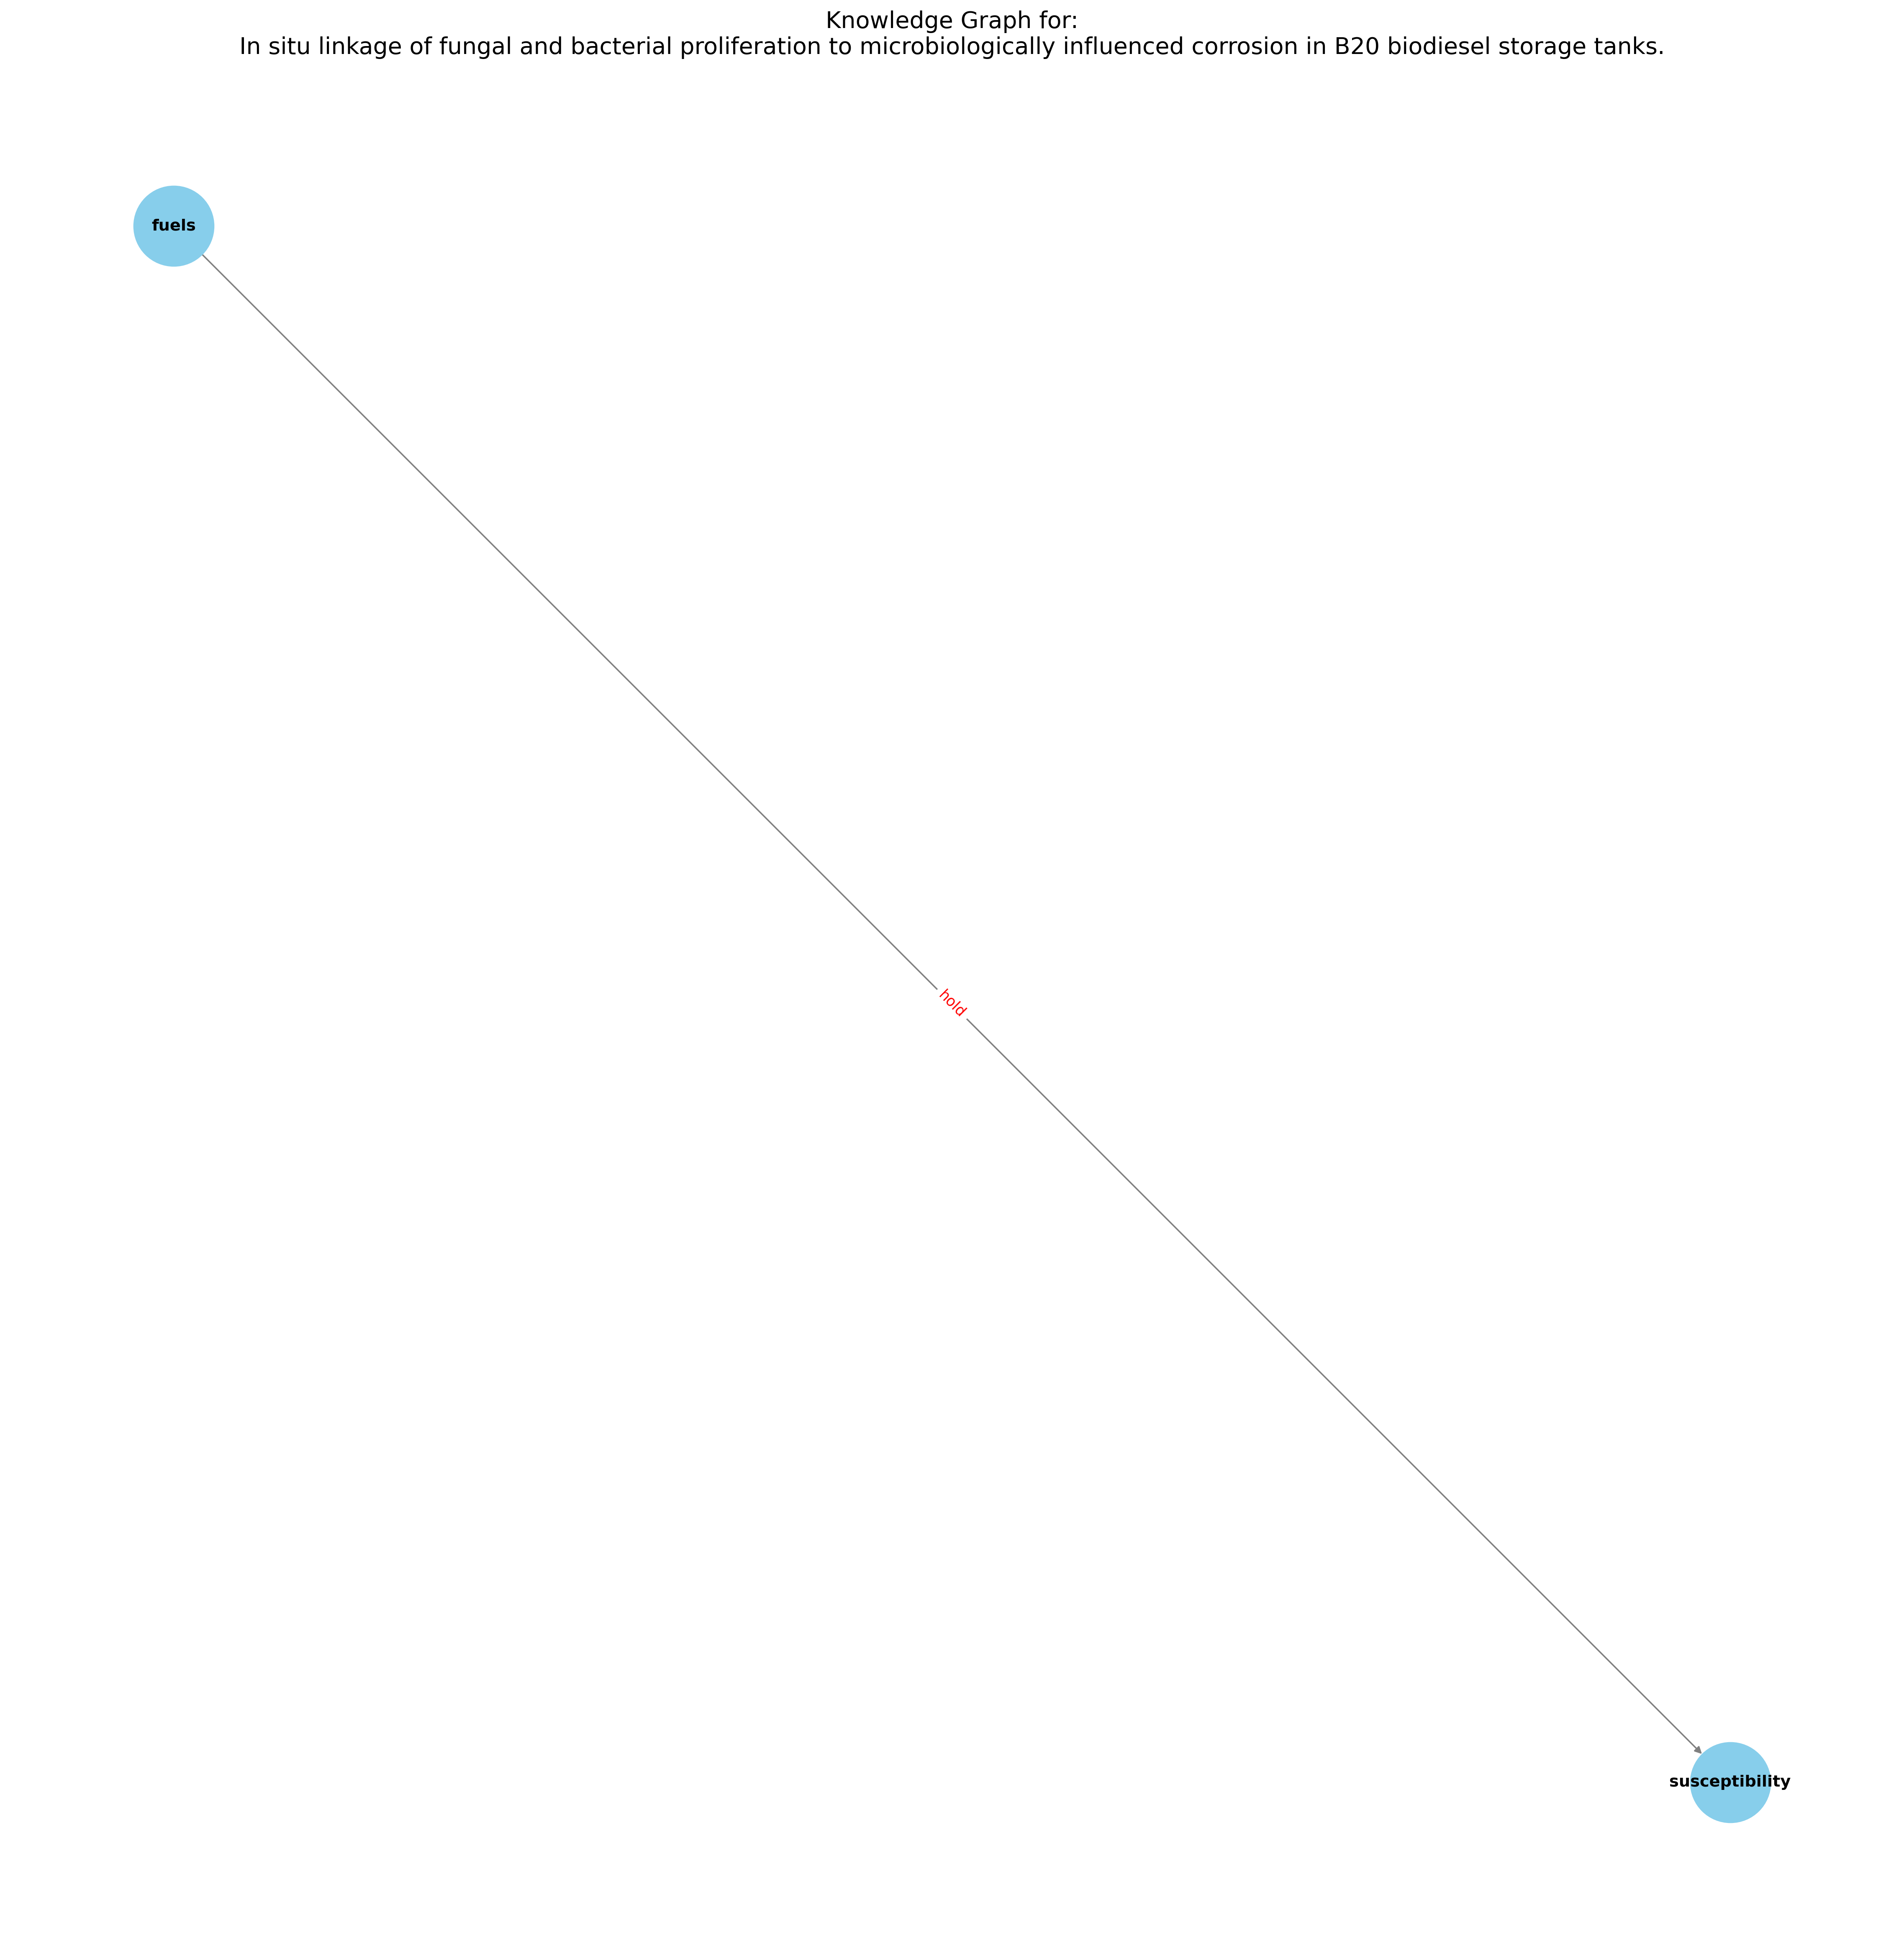 Knowledge Graph for:
In situ linkage of fungal and bacterial proliferation to microbiologically influenced corrosion in B20 biodiesel storage tanks.
fuels
hold
susceptibility